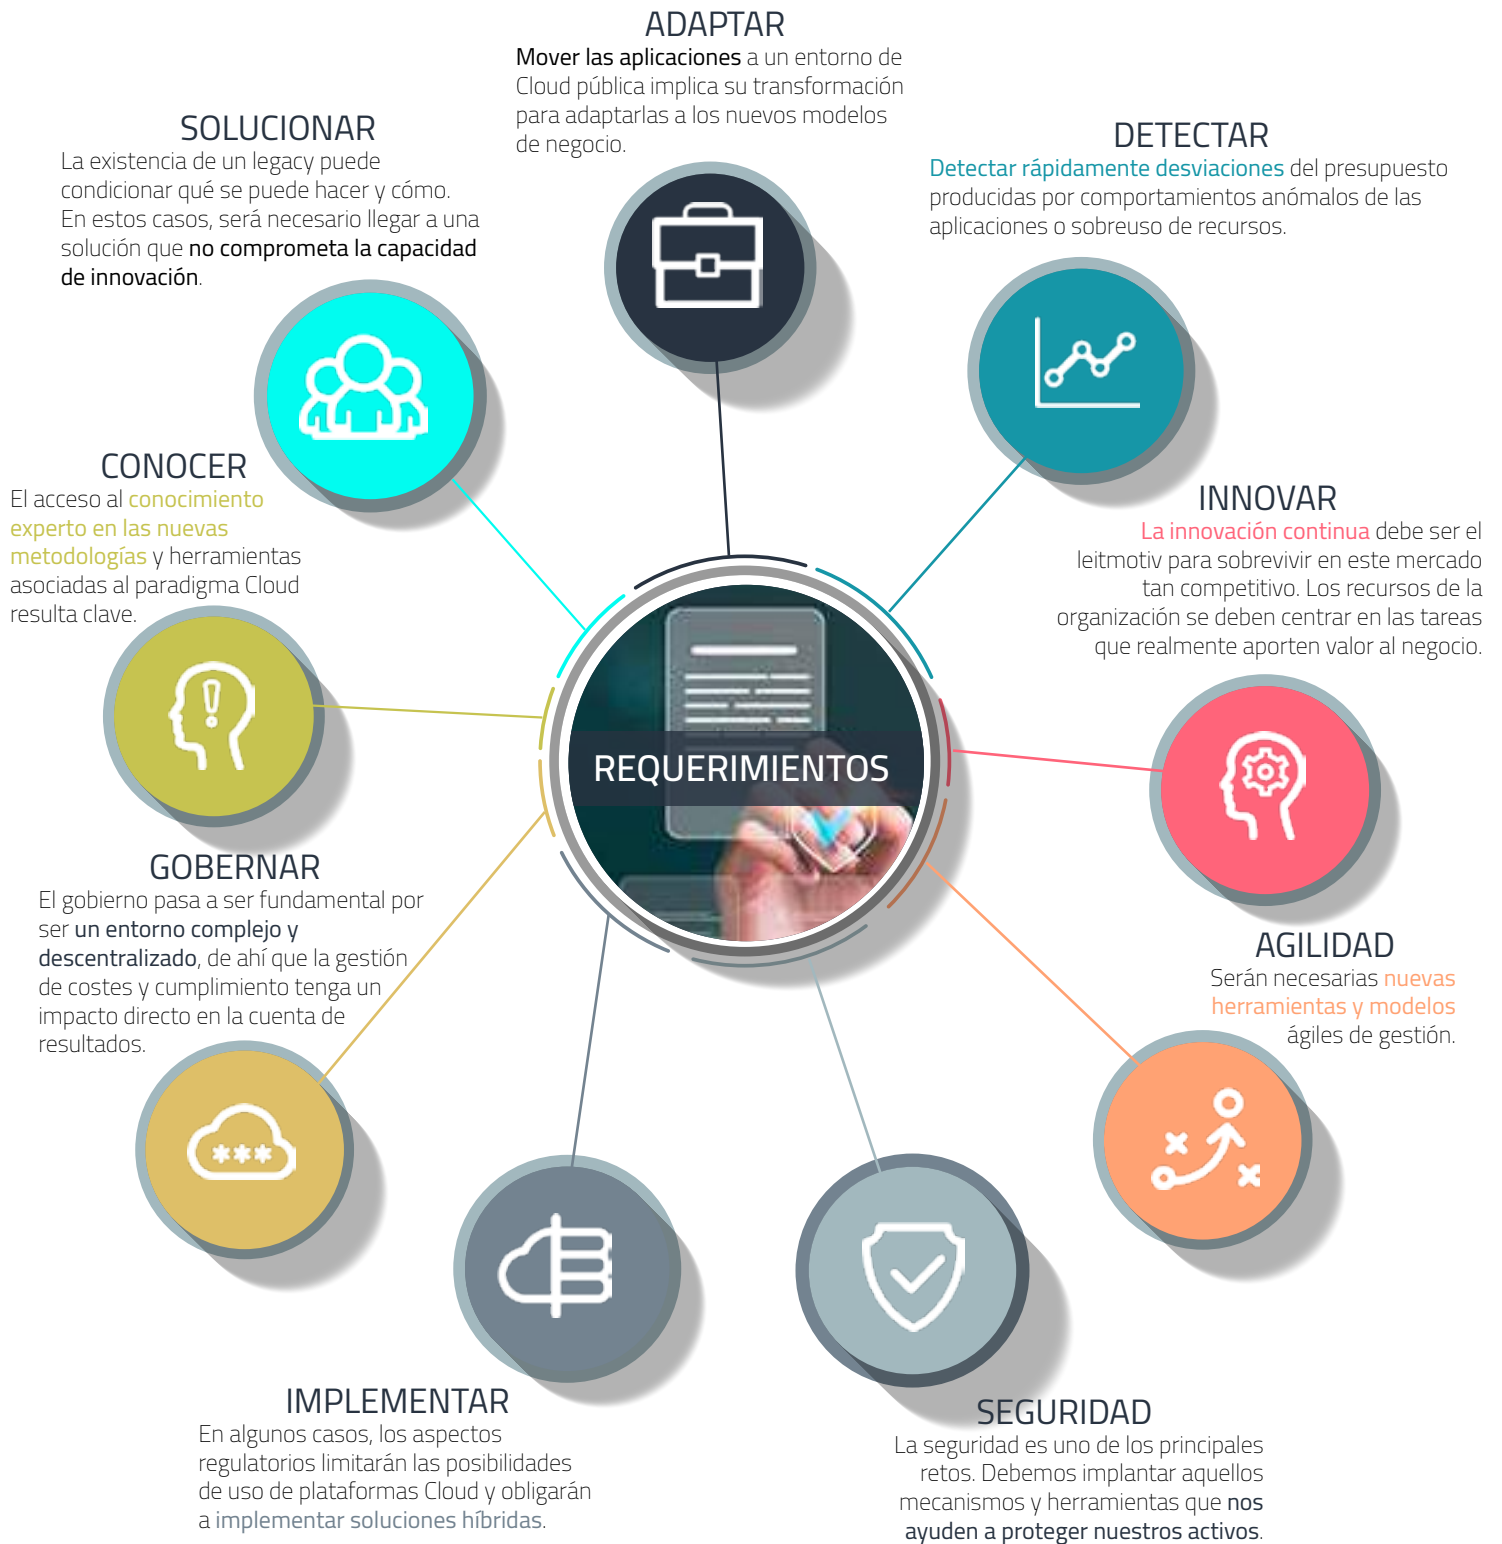 ADAPTAR
Mover las aplicaciones a un entorno de
Cloud pública implica su transformación
para adaptarlas a los nuevos modelos
de negocio.
SOLUCIONAR
La existencia de un legacy puede
condicionar qué se puede hacer y cómo.
En estos casos, será necesario llegar a una
solución que no comprometa la capacidad
de innovación.
DETECTAR
Detectar rápidamente desviaciones del presupuesto
producidas por comportamientos anómalos de las
aplicaciones o sobreuso de recursos.
CONOCER
El acceso al conocimiento
experto en las nuevas
metodologías y herramientas
asociadas al paradigma Cloud
resulta clave.
INNOVAR
La innovación continua debe ser el
leitmotiv para sobrevivir en este mercado
tan competitivo. Los recursos de la
organización se deben centrar en las tareas
que realmente aporten valor al negocio.
REQUERIMIENTOS
GOBERNAR
El gobierno pasa a ser fundamental por
ser un entorno complejo y
descentralizado, de ahí que la gestión
de costes y cumplimiento tenga un
impacto directo en la cuenta de
resultados.
AGILIDAD
Serán necesarias nuevas
herramientas y modelos
ágiles de gestión.
***
IMPLEMENTAR
En algunos casos, los aspectos
regulatorios limitarán las posibilidades
de uso de plataformas Cloud y obligarán
a implementar soluciones híbridas.
SEGURIDAD
La seguridad es uno de los principales
retos. Debemos implantar aquellos
mecanismos y herramientas que nos
ayuden a proteger nuestros activos.